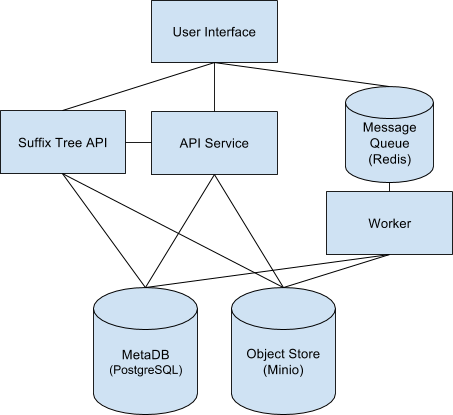 User Interface
Suffix Tree API
API Service
Message
Queue
(Redis)
Worker
MetaDB
(PostgreSQL)
Object Store
(Minio)